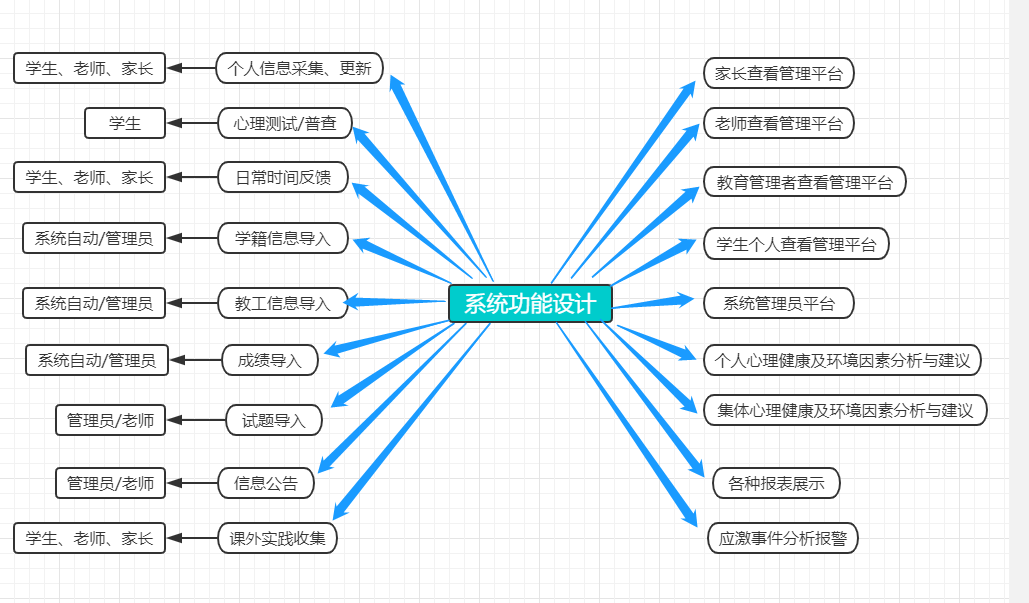 学生、老师、家长
个人信息采集、更新
学生
心理测试/普查
学生、老师、家长
日常时间反馈
系统自动/管理员
学籍信息导入
系统自动/管理员
教工信息导入
系统自动/管理员
成绩导入
管理员/老师
试题导入
管理员/老师
信息公告
学生、老师、家长
课外实践收集
系统功能设计
家长查看管理平台
老师查看管理平台
教育管理者查看管理平台
学生个人查看管理平台
系统管理员平台
个人心理健康及环境因素分析与建议
集体心理健康及环境因素分析与建议
各种报表展示
应激事件分析报警